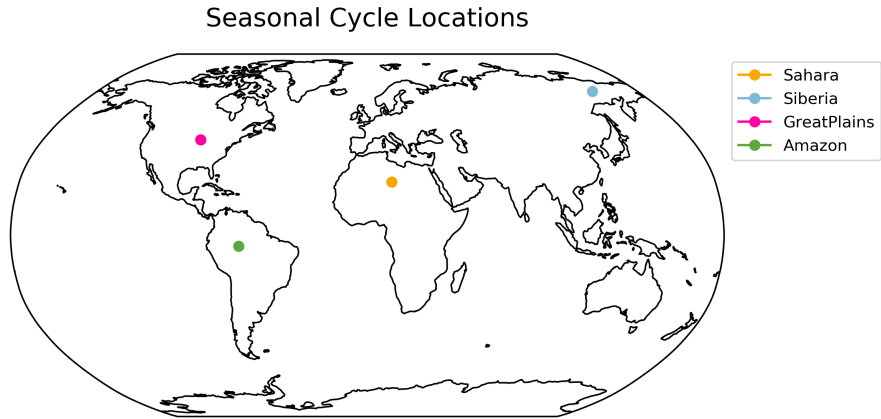 Seasonal Cycle Locations
Sahara
Siberia
GreatPlains
Amazon